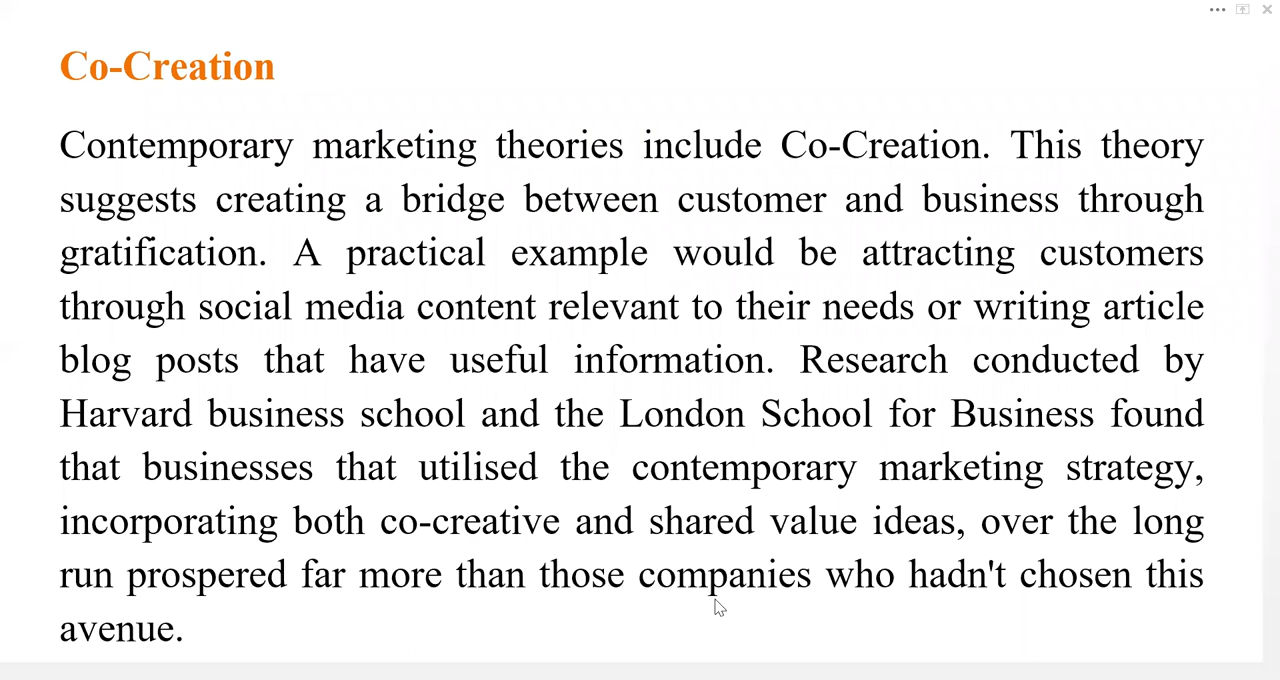 Co-Creation
Contemporary marketing theories include Co-Creation. This theory
suggests creating a bridge between customer and business through
gratification. A practical example would be attracting customers
through social media content relevant to their needs or writing article
blog posts that have useful information. Research conducted by
Harvard business school and the London School for Business found
that businesses that utilised the contemporary marketing strategy,
incorporating both co-creative and shared value ideas, over the long
run prospered far more than those companies who hadn't chosen this
avenue.